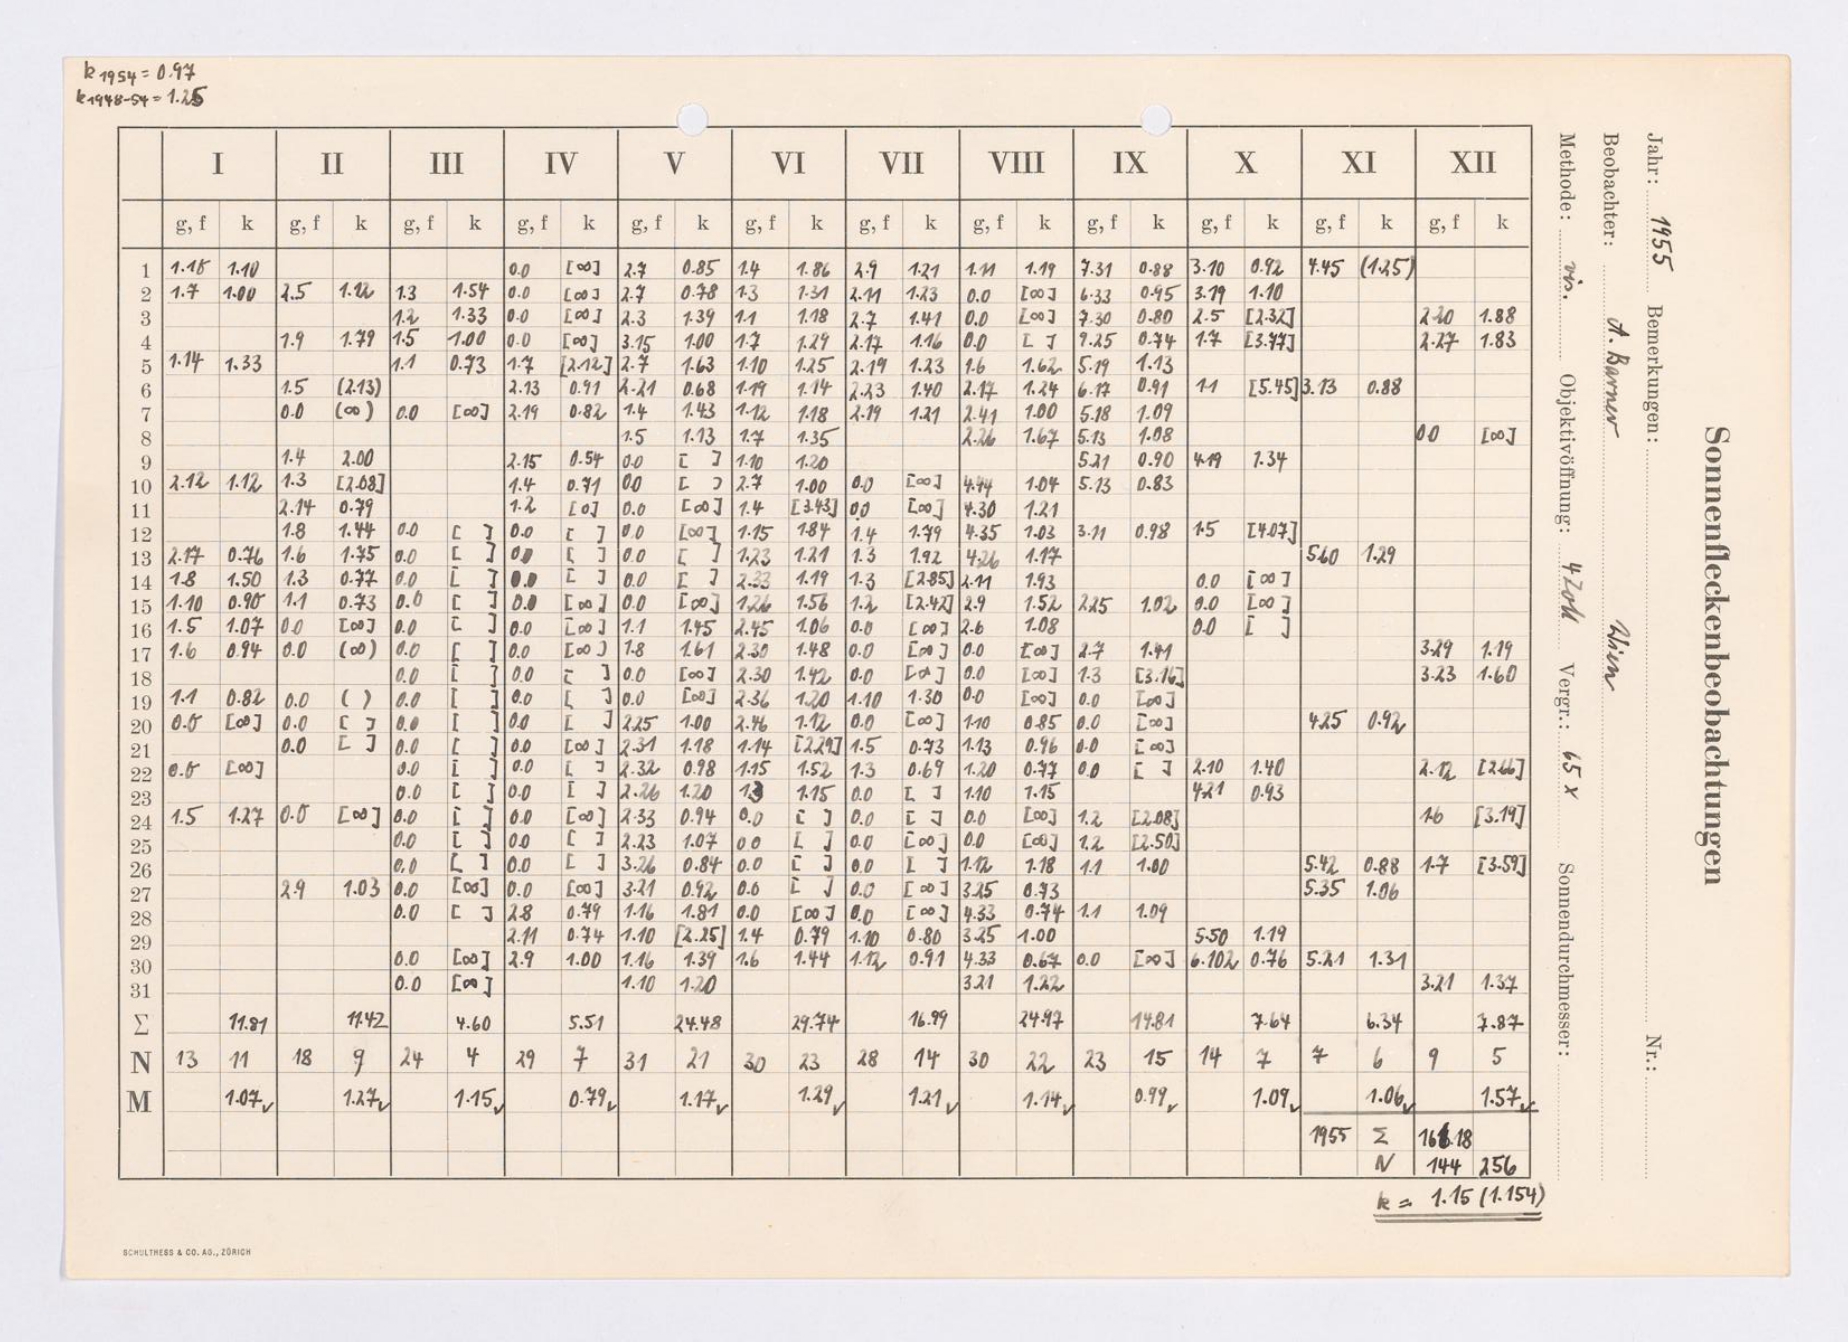 k 1954 = 0.97
k 1948-54 = 1.25
Sonnenfleckenbeobachtungen
Jahr: 1955 Bemerkungen: Nr.:
Beobachter: A. Barner Wien
Methode: vis. Objektivöffnung: 4 Zoll Vergr.: 65 x Sonnendurchmesser:
I II III IV V VI VII VIII IX X XI XII
g, f k g, f k g, f k g, f k g, f k g, f k g, f k g, f k g, f k g, f k g, f k g, f k
1 1.18 1.10 0.0 [∞] 2.7 0.85 1.4 1.86 2.9 1.21 1.11 1.19 7.31 0.88 3.10 0.92 4.45 (1.25)
2 1.7 1.00 2.5 1.12 1.3 1.54 0.0 [∞] 2.7 0.78 1.3 1.31 2.11 1.23 0.0 [∞] 6.33 0.95 3.19 1.10
3 1.2 1.33 0.0 [∞] 2.3 1.39 1.1 1.18 2.7 1.41 0.0 [∞] 7.30 0.80 2.5 [2.32] 2.20 1.88
4 1.9 1.79 1.5 1.00 0.0 [∞] 3.15 1.00 1.7 1.29 2.17 1.16 0.0 [ ] 9.25 0.74 1.7 [3.77] 2.27 1.83
5 1.14 1.33 1.1 0.73 1.7 [2.12] 2.7 1.63 1.10 1.25 2.19 1.23 1.6 1.62 5.19 1.13
6 1.5 (2.13) 2.13 0.91 2.21 0.68 1.19 1.14 2.23 1.40 2.17 1.24 6.17 0.91 1.1 [5.45] 3.13 0.88
7 0.0 (∞) 0.0 [∞] 2.19 0.82 1.4 1.43 1.12 1.18 2.19 1.21 2.41 1.00 5.18 1.09
8 1.5 1.13 1.7 1.35 2.26 1.67 5.13 1.08 0.0 [∞]
9 1.4 2.00 2.15 0.54 0.0 [ ] 1.10 1.20 5.21 0.90 4.19 1.34
10 2.12 1.12 1.3 [2.08] 1.4 0.71 0.0 [ ] 2.7 1.00 0.0 [∞] 4.44 1.04 5.13 0.83
11 2.14 0.79 1.2 [0] 0.0 [∞] 1.4 [3.43] 0.0 [∞] 4.30 1.21
12 1.8 1.44 0.0 [ ] 0.0 [ ] 0.0 [∞] 1.15 1.84 1.4 1.79 4.35 1.03 3.11 0.98 1.5 [4.07]
13 2.17 0.76 1.6 1.75 0.0 [ ] 0.0 [ ] 0.0 [ ] 1.23 1.21 1.3 1.92 4.26 1.17 5.60 1.29
14 1.8 1.50 1.3 0.77 0.0 [ ] 0.0 [ ] 0.0 [ ] 2.33 1.19 1.3 [2.85] 2.11 1.93 0.0 [∞]
15 1.10 0.90 1.1 0.73 0.0 [ ] 0.0 [∞] 0.0 [∞] 1.26 1.56 1.2 [2.42] 2.9 1.52 2.25 1.02 0.0 [∞]
16 1.5 1.07 0.0 [∞] 0.0 [ ] 0.0 [∞] 1.1 1.45 2.45 1.06 0.0 [∞] 2.6 1.08 0.0 [ ]
17 1.6 0.94 0.0 (∞) 0.0 [ ] 0.0 [∞] 1.8 1.61 2.30 1.48 0.0 [∞] 0.0 [∞] 2.7 1.41 3.29 1.19
18 0.0 [ ] 0.0 [ ] 0.0 [∞] 2.30 1.42 0.0 [∞] 0.0 [∞] 1.3 [3.16] 3.23 1.60
19 1.1 0.82 0.0 ( ) 0.0 [ ] 0.0 [ ] 0.0 [∞] 2.36 1.20 1.10 1.30 0.0 [∞] 0.0 [∞]
20 0.0 [∞] 0.0 [ ] 0.0 [ ] 0.0 [ ] 2.25 1.00 2.46 1.12 0.0 [∞] 1.10 0.85 0.0 [∞] 4.25 0.92
21 0.0 [ ] 0.0 [ ] 0.0 [∞] 2.31 1.18 1.14 [2.29] 1.5 0.73 1.13 0.96 0.0 [∞]
22 0.0 [∞] 0.0 [ ] 0.0 [ ] 2.32 0.98 1.15 1.52 1.3 0.69 1.20 0.77 0.0 [ ] 2.10 1.40 2.12 [2.66]
23 0.0 [ ] 0.0 [ ] 2.26 1.20 1.3 1.15 0.0 [ ] 1.10 1.15 4.21 0.93
24 1.5 1.27 0.0 [∞] 0.0 [ ] 0.0 [∞] 2.33 0.94 0.0 [ ] 0.0 [ ] 0.0 [∞] 1.2 [2.08] 1.6 [3.19]
25 0.0 [ ] 0.0 [ ] 2.23 1.07 0.0 [ ] 0.0 [∞] 0.0 [∞] 1.2 [2.50]
26 0.0 [ ] 0.0 [ ] 3.26 0.84 0.0 [ ] 0.0 [ ] 1.12 1.18 1.1 1.00 5.42 0.88 1.7 [3.59]
27 2.9 1.03 0.0 [∞] 0.0 [∞] 3.21 0.92 0.0 [ ] 0.0 [∞] 3.25 0.73 5.35 1.06
28 0.0 [ ] 2.8 0.79 1.16 1.81 0.0 [∞] 0.0 [∞] 4.33 0.74 1.1 1.09
29 2.11 0.74 1.10 [2.25] 1.4 0.79 1.10 0.80 3.25 1.00 5.50 1.19
30 0.0 [∞] 2.9 1.00 1.16 1.39 1.6 1.44 1.12 0.91 4.33 0.67 0.0 [∞] 6.102 0.76 5.21 1.31
31 0.0 [∞] 1.10 1.20 3.21 1.22 3.21 1.37
Σ 11.81 11.42 4.60 5.51 24.48 29.74 16.99 24.97 14.81 7.64 6.34 7.87
N 13 11 18 9 24 4 29 7 31 21 30 23 28 14 30 22 23 15 14 7 7 6 9 5
M 1.07✓ 1.27✓ 1.15✓ 0.79✓ 1.17✓ 1.29✓ 1.21✓ 1.14✓ 0.99✓ 1.09✓ 1.06✓ 1.57✓
1955 Σ 166.18
N 144 256
k = 1.15 (1.154)
SCHULTHESS & CO. AG., ZÜRICH